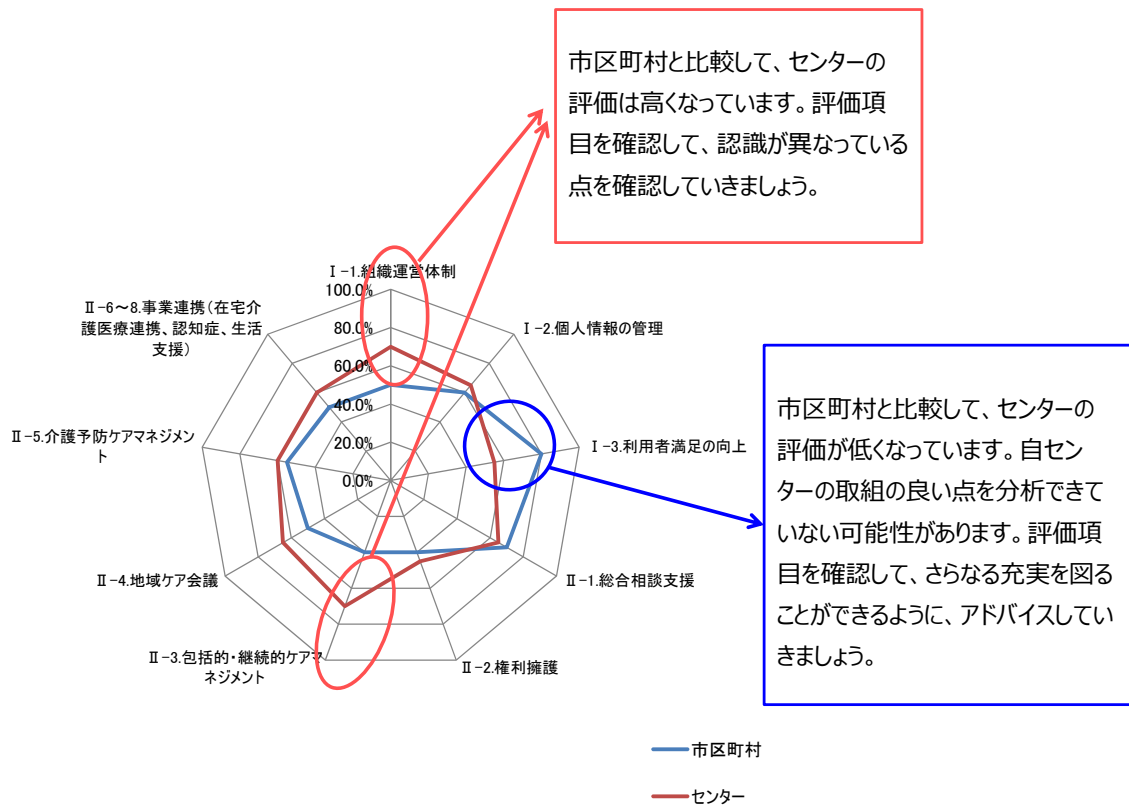 市区町村と比較して、センターの
評価は高くなっています。評価項
目を確認して、認識が異なっている
点を確認していきましょう。
Ⅰ-1.組織運営体制
100.0%
80.0%
60.0%
40.0%
20.0%
0.0%
Ⅰ-2.個人情報の管理
Ⅰ-3.利用者満足の向上
Ⅱ-1.総合相談支援
Ⅱ-2.権利擁護
Ⅱ-3.包括的・継続的ケアマ
ネジメント
Ⅱ-4.地域ケア会議
Ⅱ-5.介護予防ケアマネジメン
ト
Ⅱ-6～8.事業連携（在宅介
護医療連携、認知症、生活
支援）
市区町村と比較して、センターの
評価が低くなっています。自セン
ターの取組の良い点を分析できて
いない可能性があります。評価項
目を確認して、さらなる充実を図る
ことができるように、アドバイスしてい
きましょう。
市区町村
センター